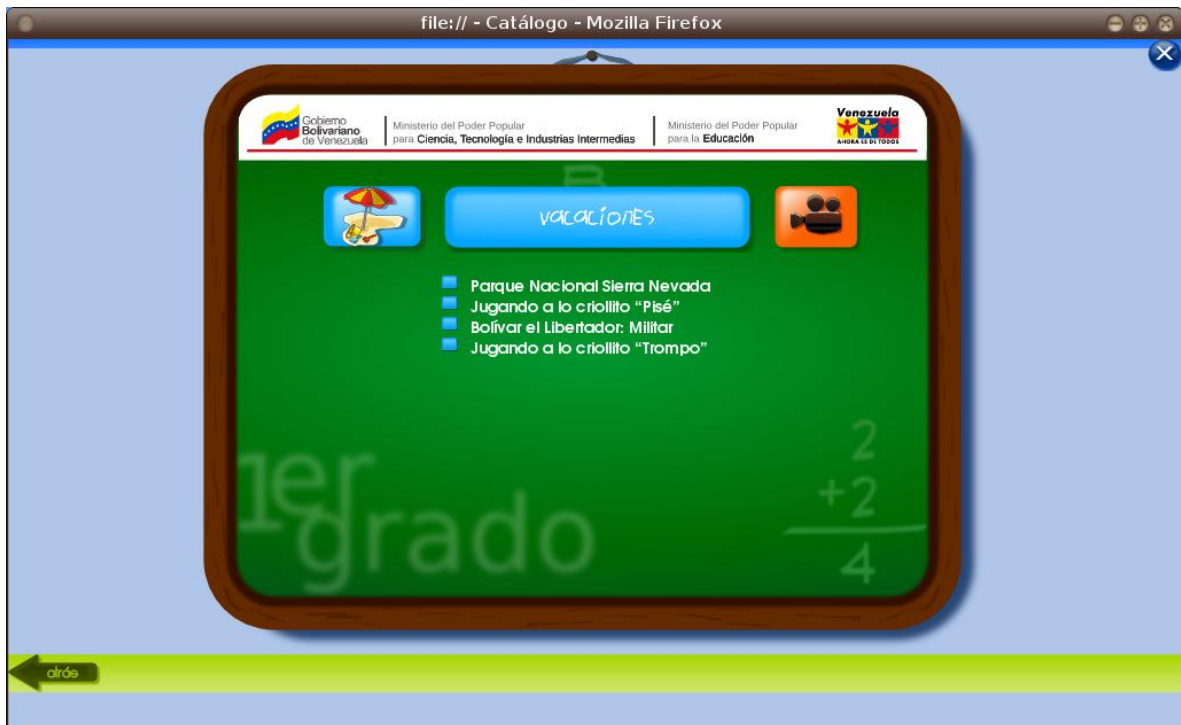 file:// - Catálogo - Mozilla Firefox
Gobierno
Bolivariano
de Venezuela
Ministerio del Poder Popular
para Ciencia, Tecnología e Industrias Intermedias
Ministerio del Poder Popular
para la Educación
Venezuela
AHORA ES DE TODOS
B
vacaciones
Parque Nacional Sierra Nevada
Jugando a lo criollito “Pisé”
Bolívar el Libertador: Militar
Jugando a lo criollito “Trompo”
1er
grado
2
+2
4
atrás